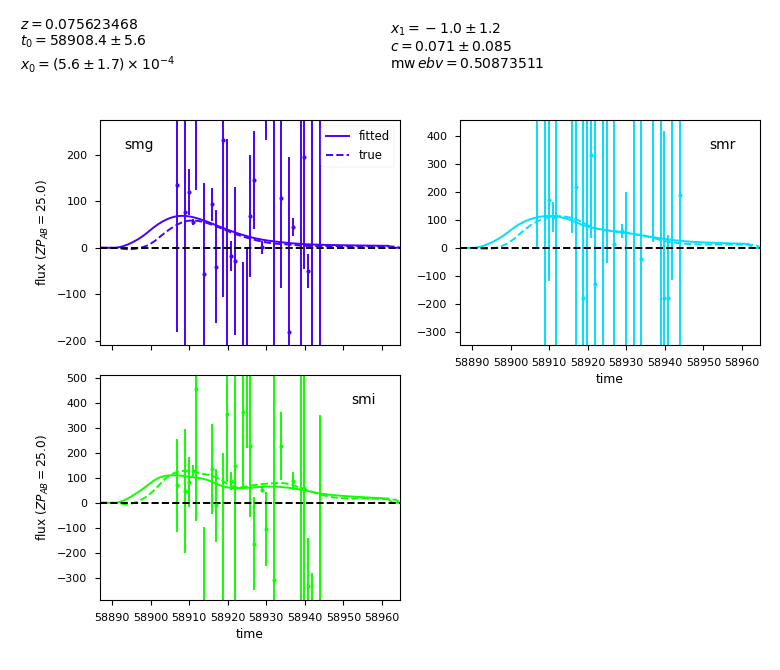 z = 0.075623468
t₀ = 58908.4 ± 5.6
x₀ = (5.6 ± 1.7) × 10⁻⁴
x₁ = −1.0 ± 1.2
c = 0.071 ± 0.085
mw ebv = 0.50873511
smg
fitted
true
200
100
0
−100
−200
flux (ZP_AB = 25.0)
smr
400
300
200
100
0
−100
−200
−300
58890 58900 58910 58920 58930 58940 58950 58960
time
smi
500
400
300
200
100
0
−100
−200
−300
flux (ZP_AB = 25.0)
58890 58900 58910 58920 58930 58940 58950 58960
time